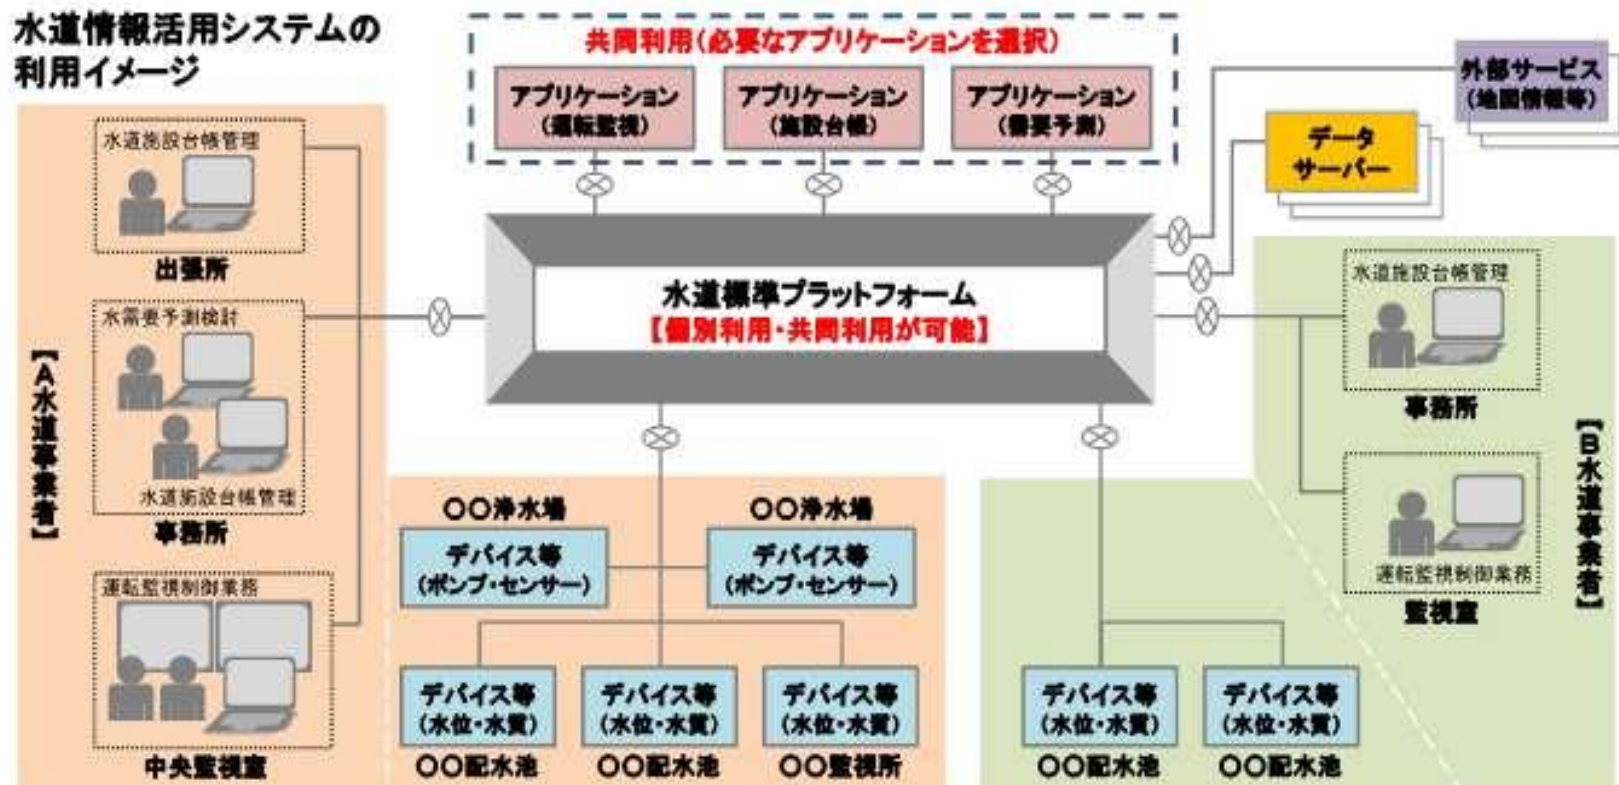 水道情報活用システムの
利用イメージ
共同利用(必要なアプリケーションを選択)
アプリケーション
(運転監視)
アプリケーション
(施設台帳)
アプリケーション
(需要予測)
外部サービス
(地図情報等)
データ
サーバー
水道標準プラットフォーム
【個別利用・共同利用が可能】
【A水道事業者】
水道施設台帳管理
出張所
水需要予測検討
水道施設台帳管理
事務所
運転監視制御業務
中央監視室
〇〇浄水場
デバイス等
(ポンプ・センサー)
〇〇浄水場
デバイス等
(ポンプ・センサー)
デバイス等
(水位・水質)
〇〇配水池
デバイス等
(水位・水質)
〇〇配水池
デバイス等
(水位・水質)
〇〇監視所
デバイス等
(水位・水質)
〇〇配水池
デバイス等
(水位・水質)
〇〇配水池
水道施設台帳管理
事務所
運転監視制御業務
監視室
【B水道事業者】